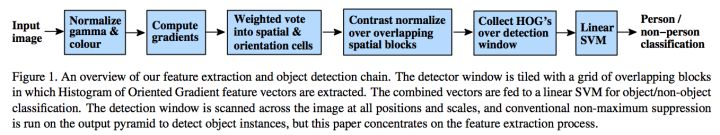 Input image
Normalize gamma & colour
Compute gradients
Weighted vote into spatial & orientation cells
Contrast normalize over overlapping spatial blocks
Collect HOG's over detection window
Linear SVM
Person / non−person classification
Figure 1. An overview of our feature extraction and object detection chain. The detector window is tiled with a grid of overlapping blocks
in which Histogram of Oriented Gradient feature vectors are extracted. The combined vectors are fed to a linear SVM for object/non-object
classification. The detection window is scanned across the image at all positions and scales, and conventional non-maximum suppression
is run on the output pyramid to detect object instances, but this paper concentrates on the feature extraction process.